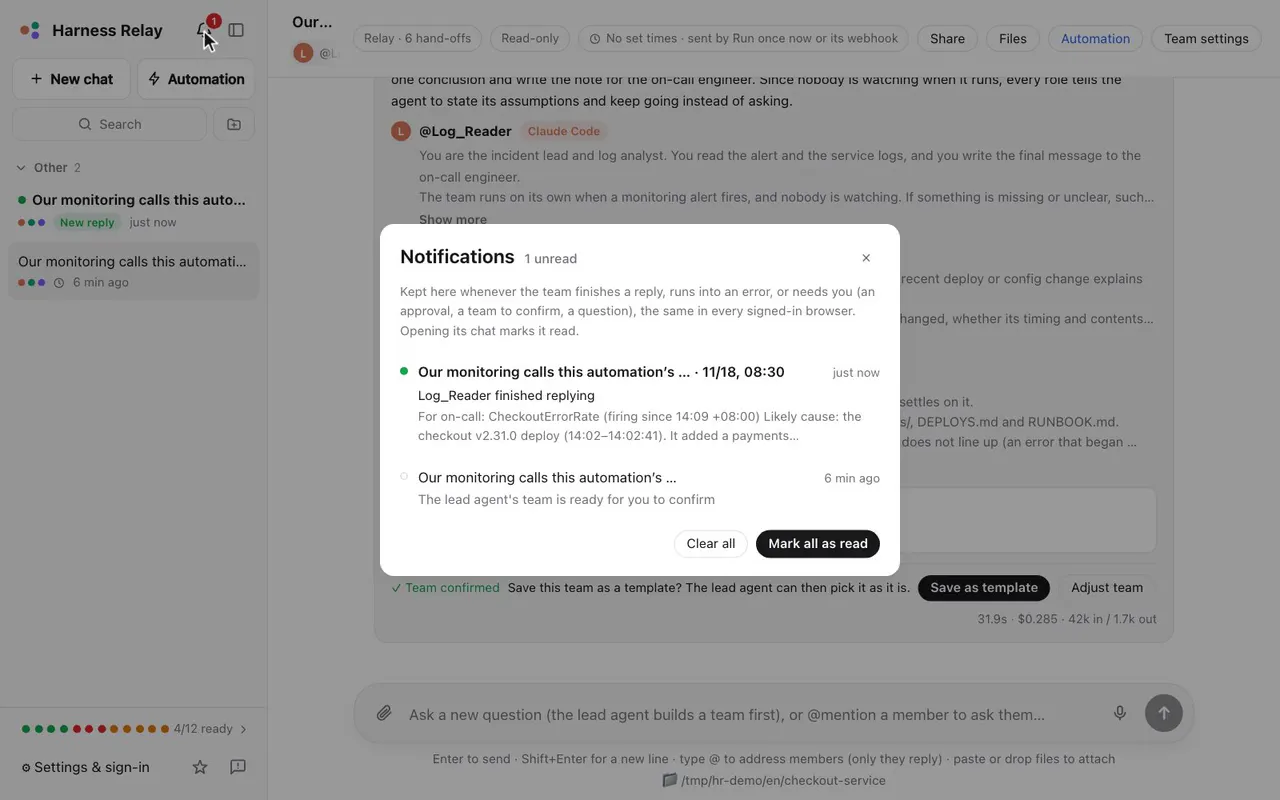 Harness Relay
1
+ New chat
Automation
Search
Other 2
Our monitoring calls this auto...
New reply just now
Our monitoring calls this automati...
6 min ago
4/12 ready
Settings & sign-in
Our...
L @L
Relay · 6 hand-offs
Read-only
No set times · sent by Run once now or its webhook
Share
Files
Automation
Team settings
one conclusion and write the note for the on-call engineer. Since nobody is watching when it runs, every role tells the
agent to state its assumptions and keep going instead of asking.
L @Log_Reader Claude Code
You are the incident lead and log analyst. You read the alert and the service logs, and you write the final message to the
on-call engineer.
The team runs on its own when a monitoring alert fires, and nobody is watching. If something is missing or unclear, such...
Show more
recent deploy or config change explains
hanged, whether its timing and contents...
settles on it.
s/, DEPLOYS.md and RUNBOOK.md.
does not line up (an error that began ...
Notifications 1 unread
×
Kept here whenever the team finishes a reply, runs into an error, or needs you (an
approval, a team to confirm, a question), the same in every signed-in browser.
Opening its chat marks it read.
Our monitoring calls this automation's ... · 11/18, 08:30 just now
Log_Reader finished replying
For on-call: CheckoutErrorRate (firing since 14:09 +08:00) Likely cause: the
checkout v2.31.0 deploy (14:02–14:02:41). It added a payments...
Our monitoring calls this automation's ... 6 min ago
The lead agent's team is ready for you to confirm
Clear all
Mark all as read
✓ Team confirmed Save this team as a template? The lead agent can then pick it as it is. Save as template Adjust team
31.9s · $0.285 · 42k in / 1.7k out
Ask a new question (the lead agent builds a team first), or @mention a member to ask them...
Enter to send · Shift+Enter for a new line · type @ to address members (only they reply) · paste or drop files to attach
/tmp/hr-demo/en/checkout-service